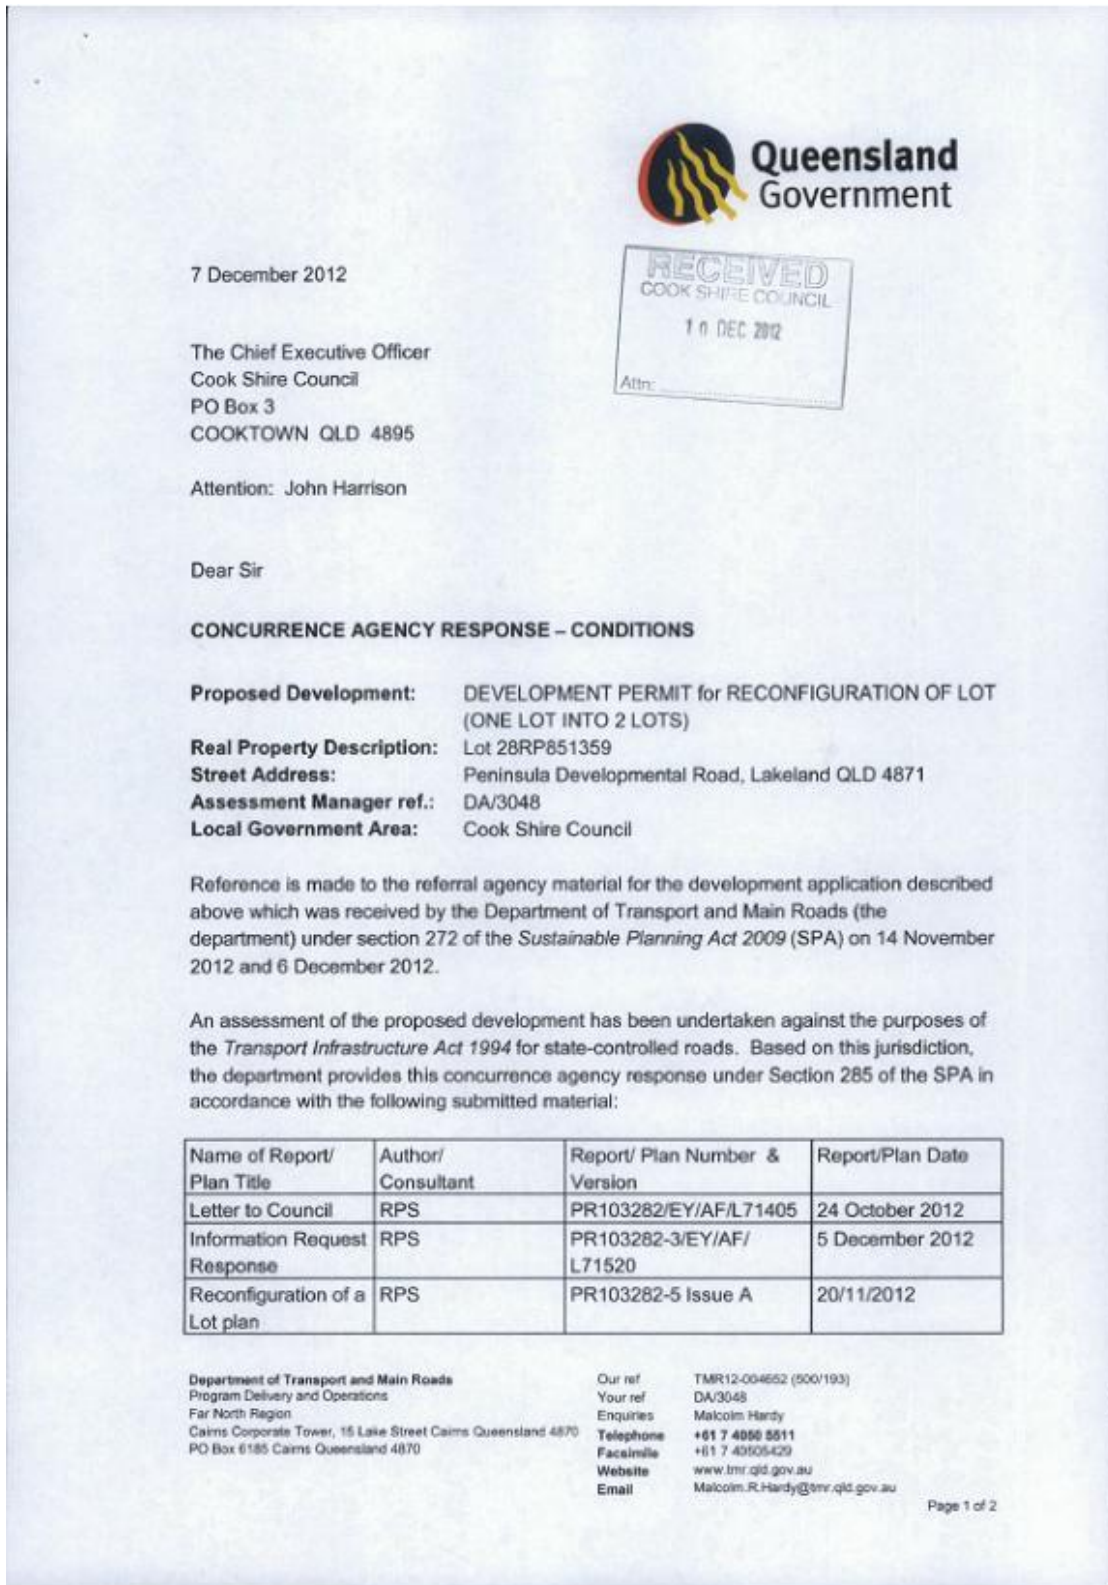 Queensland
Government
RECEIVED
COOK SHIRE COUNCIL
10 DEC 2012
Attn:
7 December 2012
The Chief Executive Officer
Cook Shire Council
PO Box 3
COOKTOWN QLD 4895
Attention: John Harrison
Dear Sir
CONCURRENCE AGENCY RESPONSE – CONDITIONS
Proposed Development: DEVELOPMENT PERMIT for RECONFIGURATION OF LOT
(ONE LOT INTO 2 LOTS)
Real Property Description: Lot 28RP851359
Street Address: Peninsula Developmental Road, Lakeland QLD 4871
Assessment Manager ref.: DA/3048
Local Government Area: Cook Shire Council
Reference is made to the referral agency material for the development application described
above which was received by the Department of Transport and Main Roads (the
department) under section 272 of the Sustainable Planning Act 2009 (SPA) on 14 November
2012 and 6 December 2012.
An assessment of the proposed development has been undertaken against the purposes of
the Transport Infrastructure Act 1994 for state-controlled roads. Based on this jurisdiction,
the department provides this concurrence agency response under Section 285 of the SPA in
accordance with the following submitted material:
Name of Report/ Author/ Report/ Plan Number & Report/Plan Date
Plan Title Consultant Version
Letter to Council RPS PR103282/EY/AF/L71405 24 October 2012
Information Request RPS PR103282-3/EY/AF/ 5 December 2012
Response L71520
Reconfiguration of a RPS PR103282-5 Issue A 20/11/2012
Lot plan
Department of Transport and Main Roads
Program Delivery and Operations
Far North Region
Cairns Corporate Tower, 15 Lake Street Cairns Queensland 4870
PO Box 6185 Cairns Queensland 4870
Our ref TMR12-004652 (500/193)
Your ref DA/3048
Enquiries Malcolm Hardy
Telephone +61 7 4050 5511
Facsimile +61 7 40505429
Website www.tmr.qld.gov.au
Email Malcolm.R.Hardy@tmr.qld.gov.au
Page 1 of 2